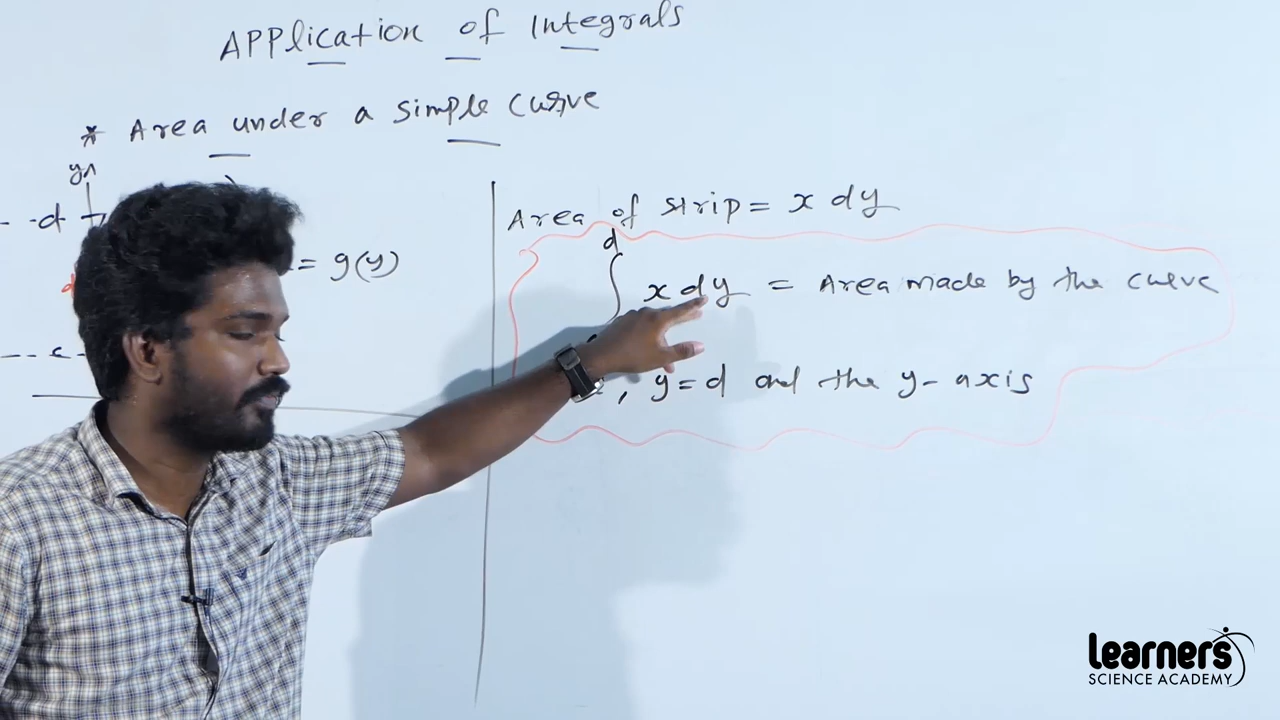 Application of Integrals
* Area under a simple curve
y
d
= g(y)
c
Area of strip = x dy
d
∫ x dy = Area made by the curve
, y = d and the y-axis
learners
SCIENCE ACADEMY